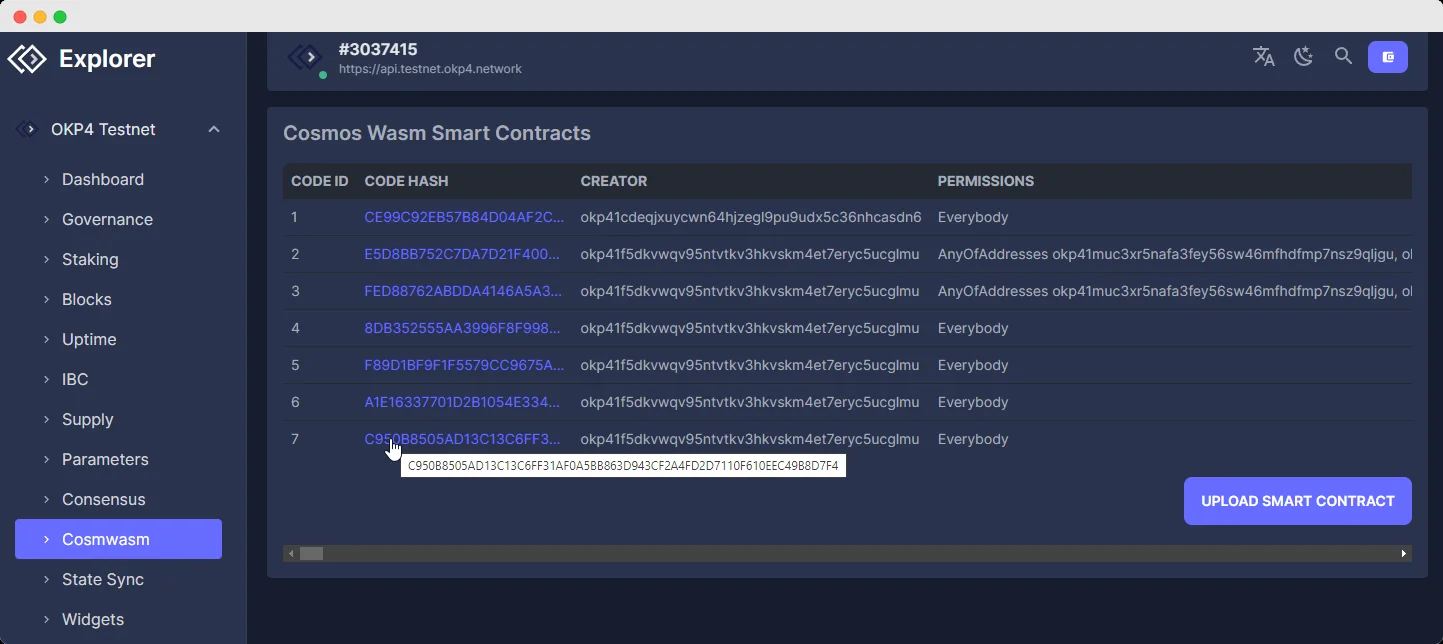 Explorer
OKP4 Testnet
Dashboard
Governance
Staking
Blocks
Uptime
IBC
Supply
Parameters
Consensus
Cosmwasm
State Sync
Widgets
#3037415
https://api.testnet.okp4.network
Cosmos Wasm Smart Contracts
CODE ID CODE HASH CREATOR PERMISSIONS
1 CE99C92EB57B84D04AF2C... okp41cdeqjxuycwn64hjzegl9pu9udx5c36nhcasdn6 Everybody
2 E5D8BB752C7DA7D21F400... okp41f5dkvwqv95ntvtkv3hkvskm4et7eryc5ucglmu AnyOfAddresses okp41muc3xr5nafa3fey56sw46mfhdfmp7nsz9qljgu, ol
3 FED88762ABDDA4146A5A3... okp41f5dkvwqv95ntvtkv3hkvskm4et7eryc5ucglmu AnyOfAddresses okp41muc3xr5nafa3fey56sw46mfhdfmp7nsz9qljgu, ol
4 8DB352555AA3996F8F998... okp41f5dkvwqv95ntvtkv3hkvskm4et7eryc5ucglmu Everybody
5 F89D1BF9F1F5579CC9675A... okp41f5dkvwqv95ntvtkv3hkvskm4et7eryc5ucglmu Everybody
6 A1E16337701D2B1054E334... okp41f5dkvwqv95ntvtkv3hkvskm4et7eryc5ucglmu Everybody
7 C950B8505AD13C13C6FF3... okp41f5dkvwqv95ntvtkv3hkvskm4et7eryc5ucglmu Everybody
C950B8505AD13C13C6FF31AF0A5BB863D943CF2A4FD2D7110F610EEC49B8D7F4
UPLOAD SMART CONTRACT